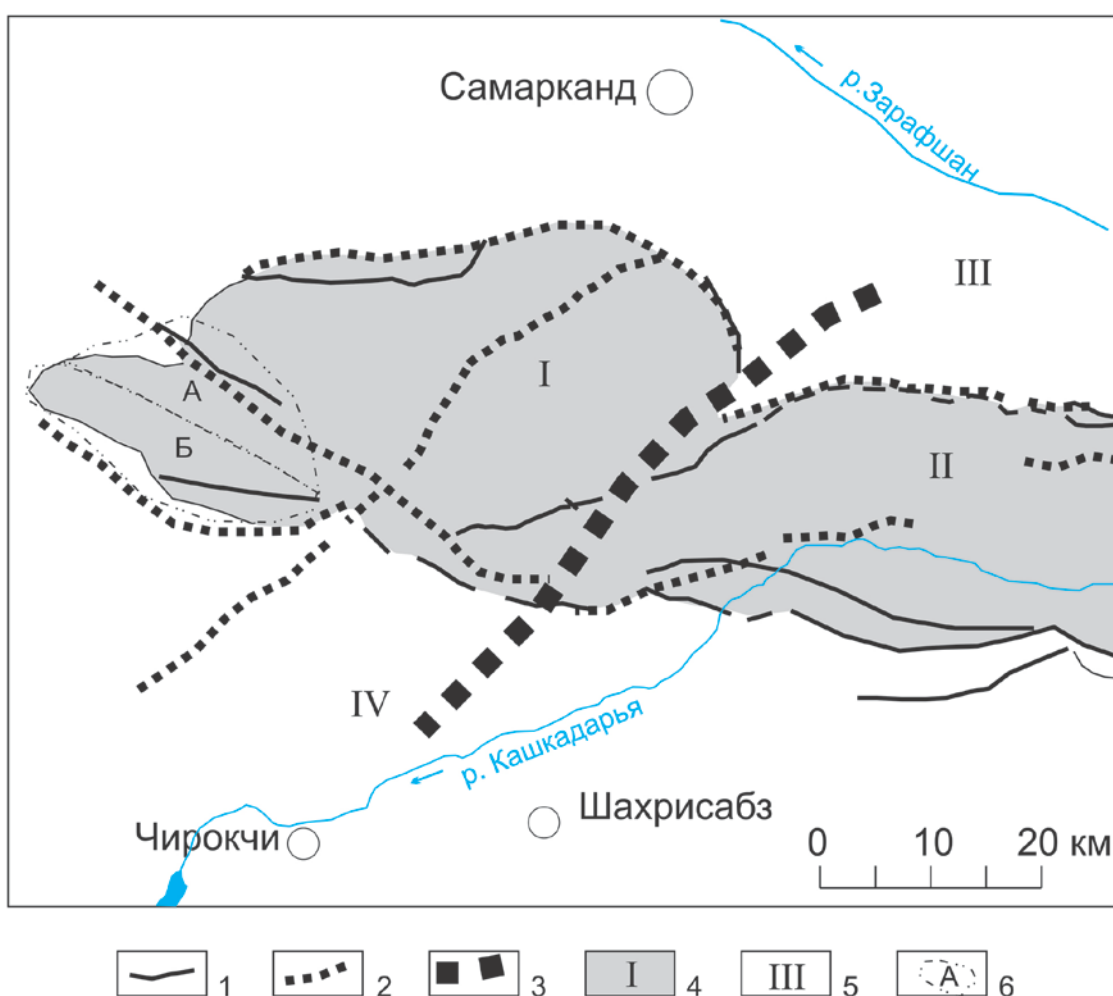 Самарканд
р.Зарафшан
III
I
А
Б
II
IV
р. Кашкадарья
Шахрисабз
Чирокчи
0 10 20 км
1 2 3 I 4 III 5 А 6